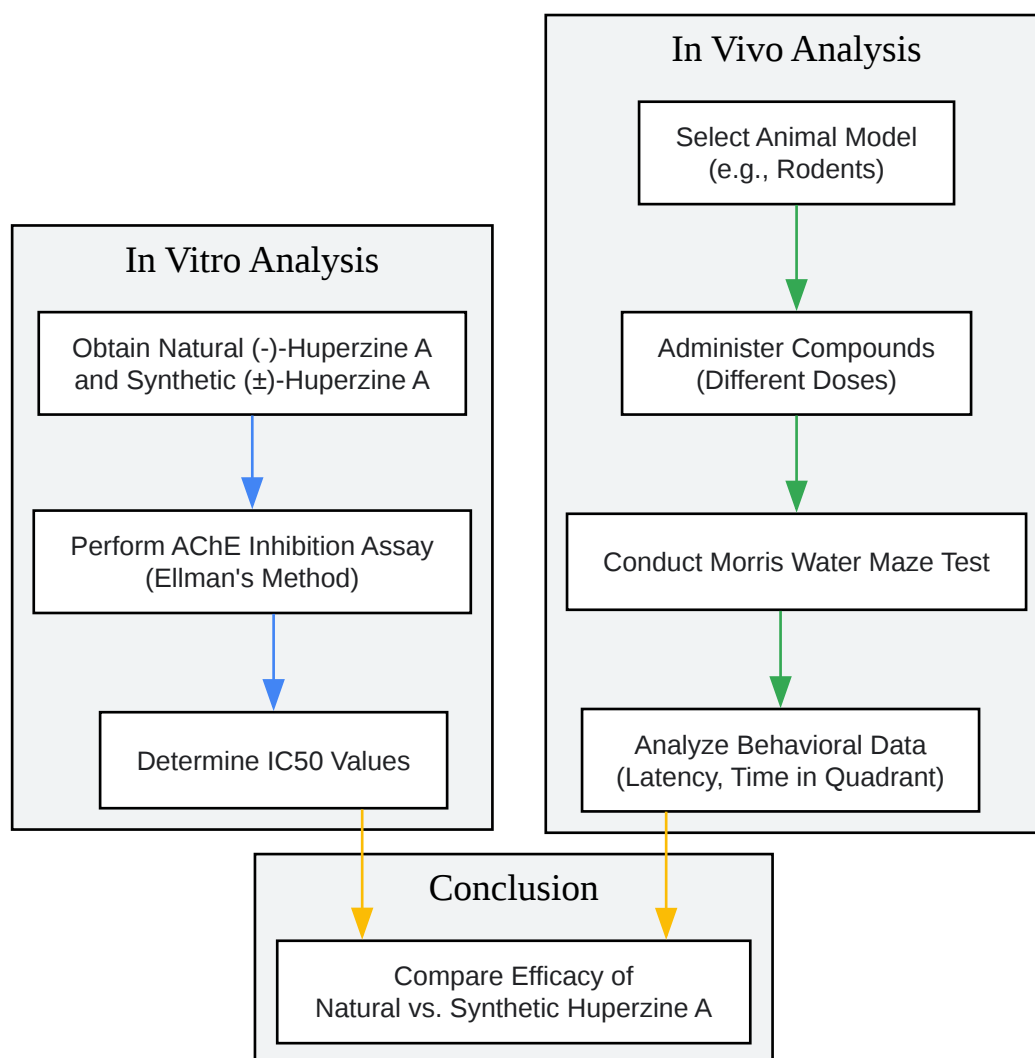 In Vitro Analysis
Obtain Natural (-)-Huperzine A
and Synthetic (±)-Huperzine A
Perform AChE Inhibition Assay
(Ellman's Method)
Determine IC50 Values
In Vivo Analysis
Select Animal Model
(e.g., Rodents)
Administer Compounds
(Different Doses)
Conduct Morris Water Maze Test
Analyze Behavioral Data
(Latency, Time in Quadrant)
Conclusion
Compare Efficacy of
Natural vs. Synthetic Huperzine A